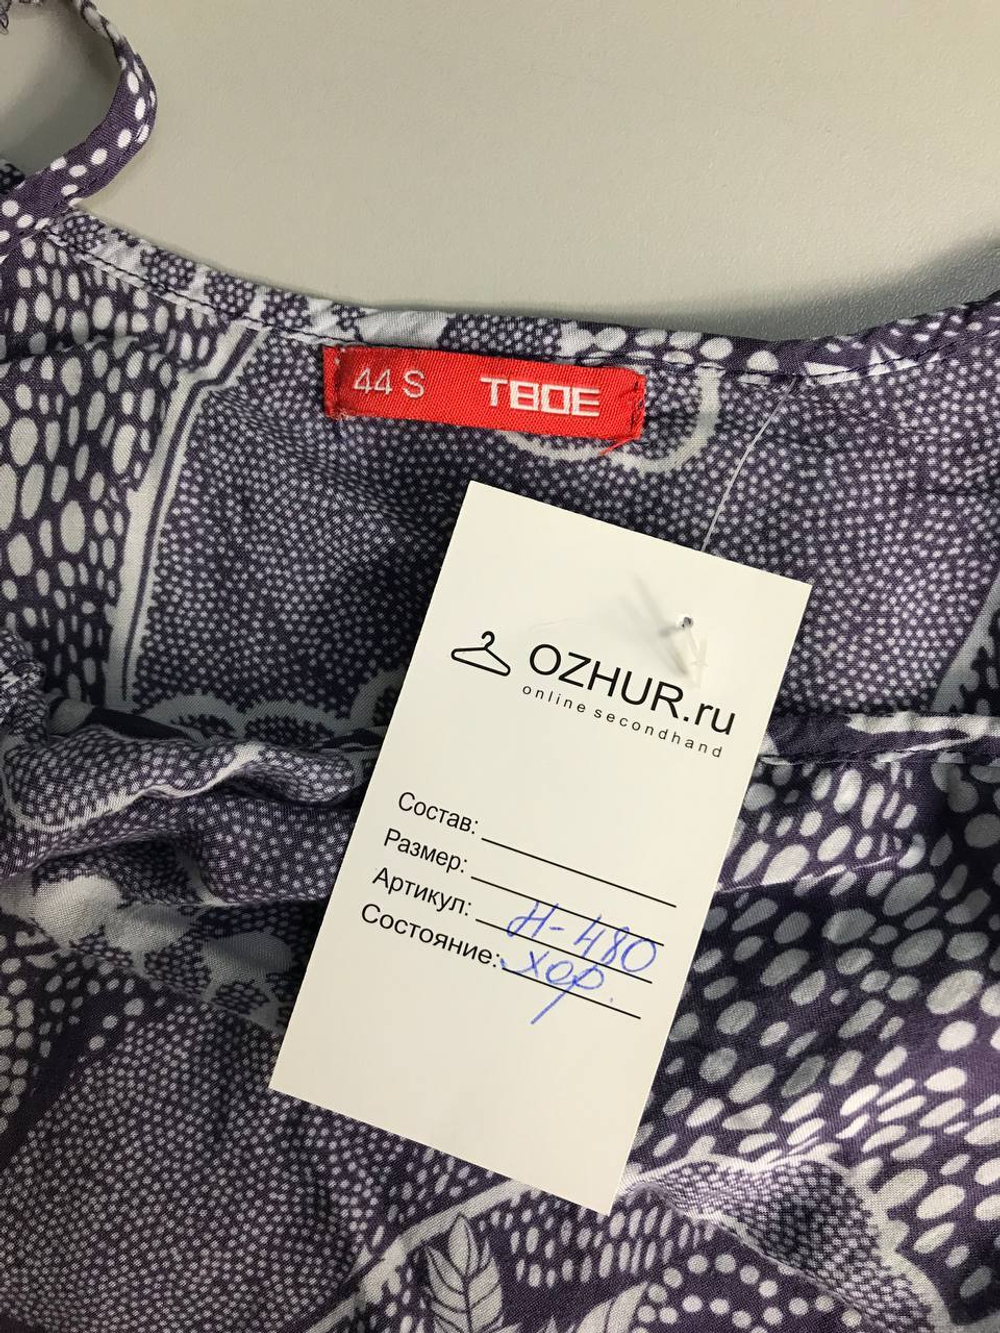 44 S ТВОЕ
OZHUR.ru
online secondhand
Состав:
Размер:
Артикул: Н-480
Состояние: хор.